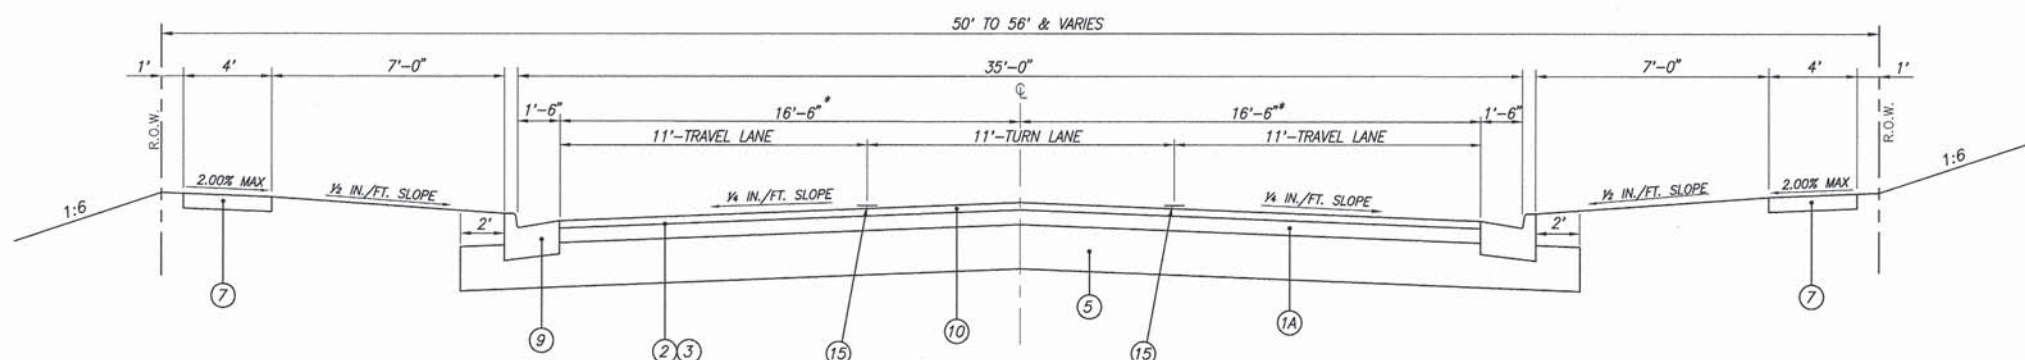 50' TO 56' & VARIES
1' 4' 7'-0" 35'-0" 7'-0" 4' 1'
℄
1'-6" 16'-6"* 16'-6"* 1'-6"
R.O.W. 11'-TRAVEL LANE 11'-TURN LANE 11'-TRAVEL LANE R.O.W.
1:6 2.00% MAX ½ IN./FT. SLOPE ¼ IN./FT. SLOPE ¼ IN./FT. SLOPE ½ IN./FT. SLOPE 2.00% MAX 1:6
2' 2'
7 9 2 3 15 10 5 15 1A 7